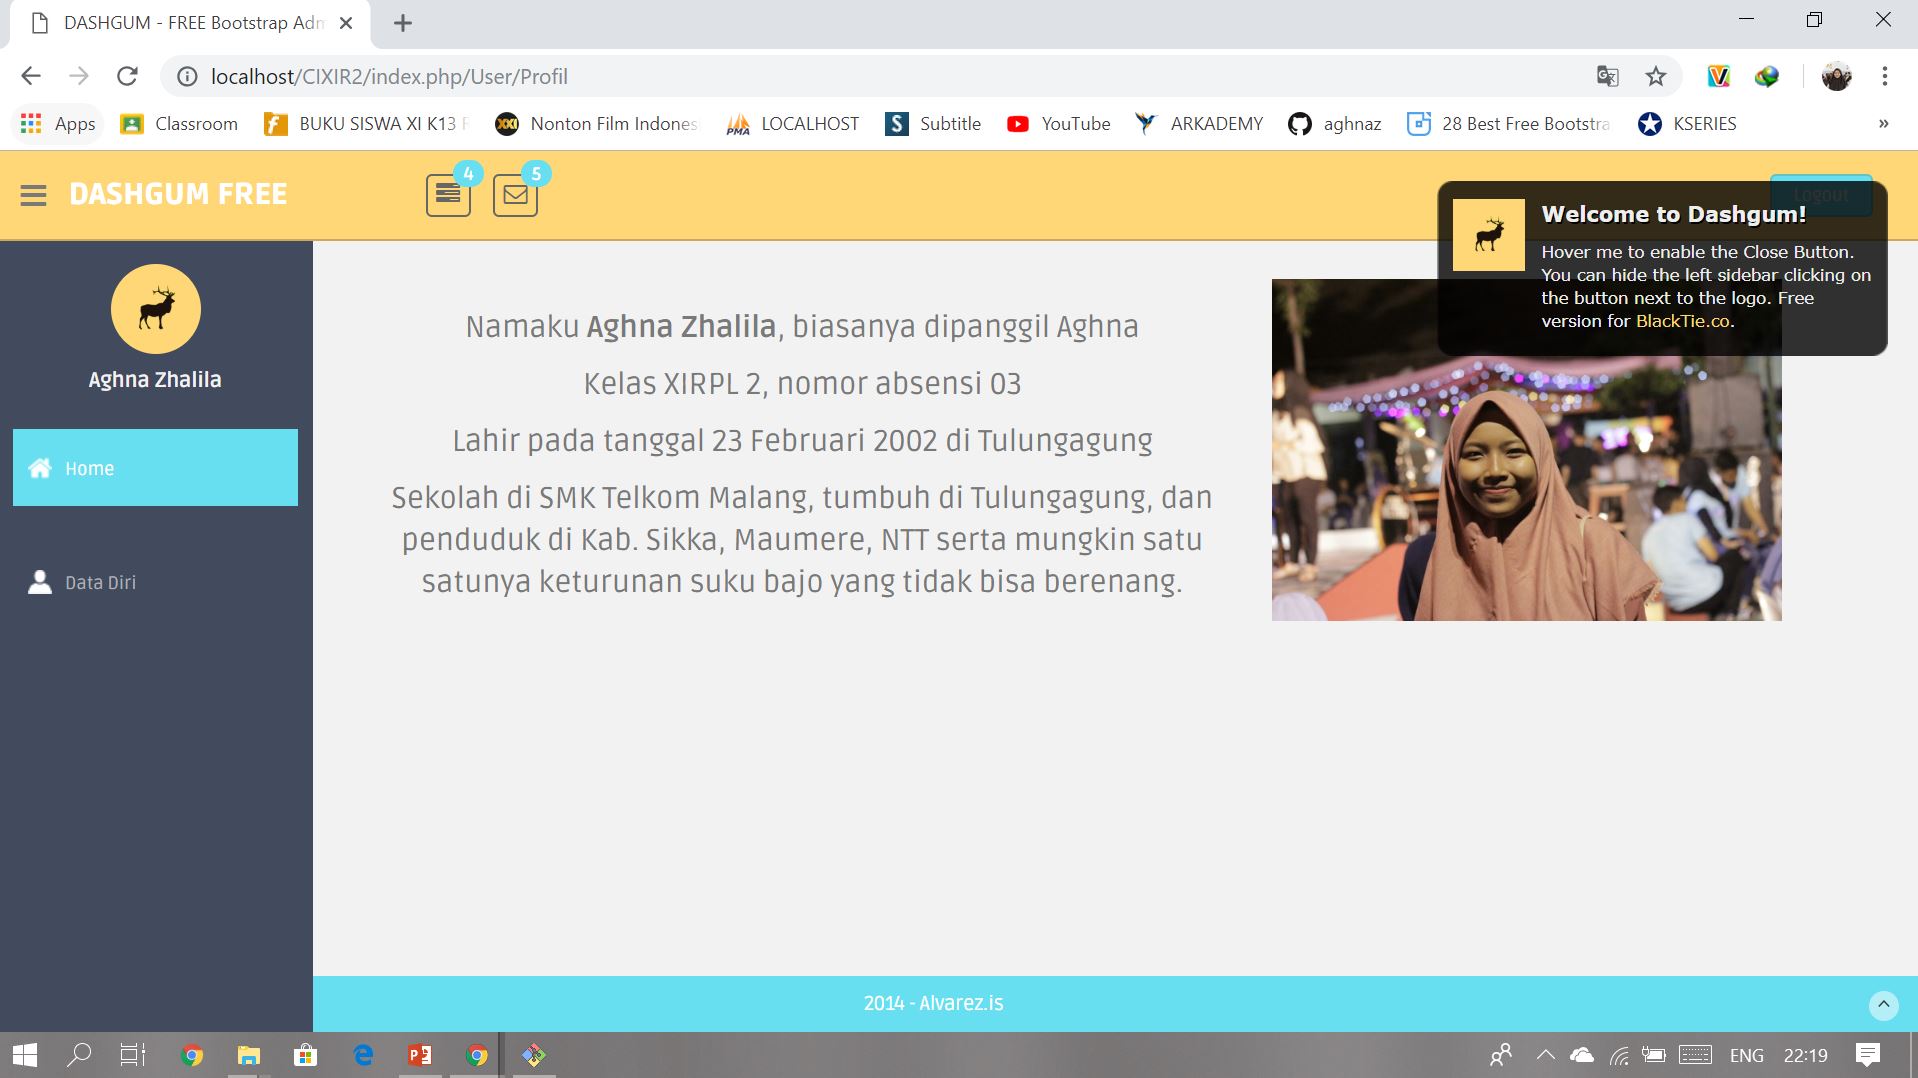 DASHGUM - FREE Bootstrap Adm
localhost/CIXIR2/index.php/User/Profil
Apps
Classroom
BUKU SISWA XI K13 F
Nonton Film Indones
PMA
LOCALHOST
S
Subtitle
YouTube
ARKADEMY
aghnaz
28 Best Free Bootstra
KSERIES
»
DASHGUM FREE
4
5
Logout
Welcome to Dashgum!
Hover me to enable the Close Button.
You can hide the left sidebar clicking on
the button next to the logo. Free
version for BlackTie.co.
Aghna Zhalila
Home
Data Diri
Namaku Aghna Zhalila, biasanya dipanggil Aghna
Kelas XIRPL 2, nomor absensi 03
Lahir pada tanggal 23 Februari 2002 di Tulungagung
Sekolah di SMK Telkom Malang, tumbuh di Tulungagung, dan
penduduk di Kab. Sikka, Maumere, NTT serta mungkin satu
satunya keturunan suku bajo yang tidak bisa berenang.
2014 - Alvarez.is
ENG
22:19